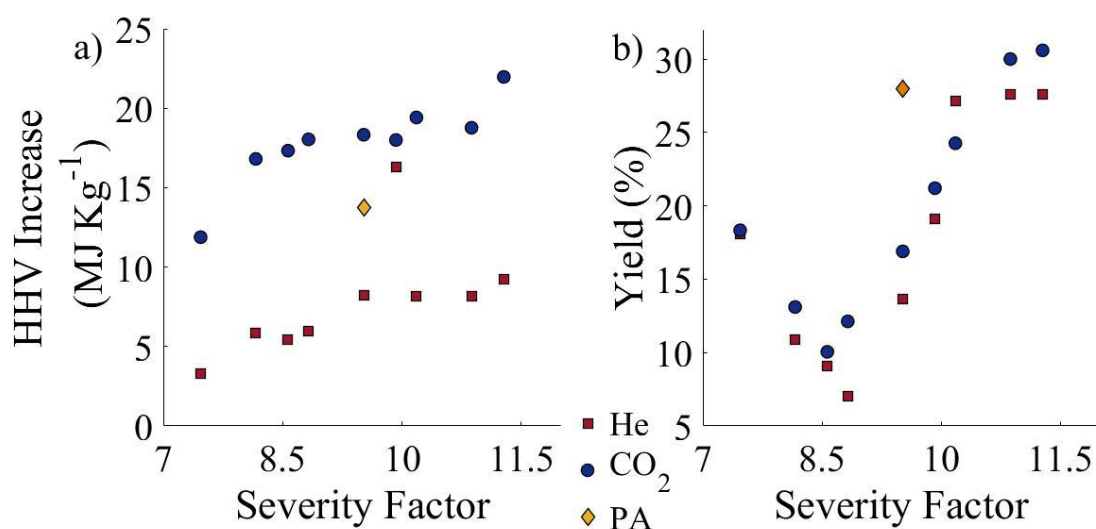 a)
HHV Increase
(MJ Kg-1)
25
20
15
10
5
0
7 8.5 10 11.5
Severity Factor
He
CO2
PA
b)
Yield (%)
30
25
20
15
10
5
7 8.5 10 11.5
Severity Factor